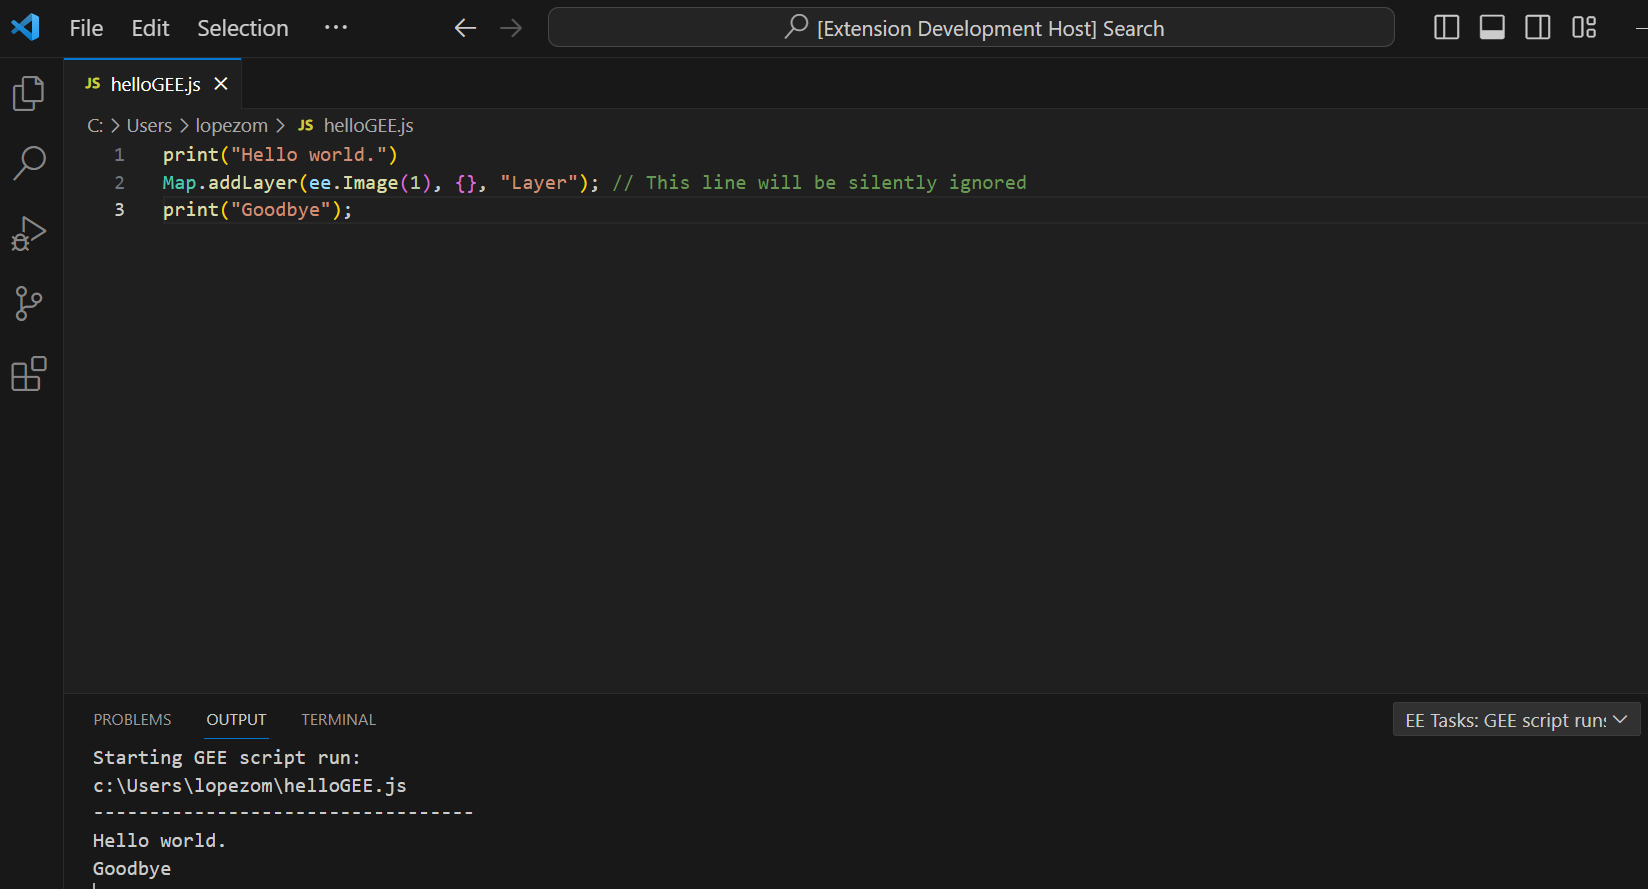 File Edit Selection ··· [Extension Development Host] Search
JS helloGEE.js
C: > Users > lopezom > JS helloGEE.js
1 print("Hello world.")
2 Map.addLayer(ee.Image(1), {}, "Layer"); // This line will be silently ignored
3 print("Goodbye");
PROBLEMS OUTPUT TERMINAL EE Tasks: GEE script runs
Starting GEE script run:
c:\Users\lopezom\helloGEE.js
----------------------------------
Hello world.
Goodbye